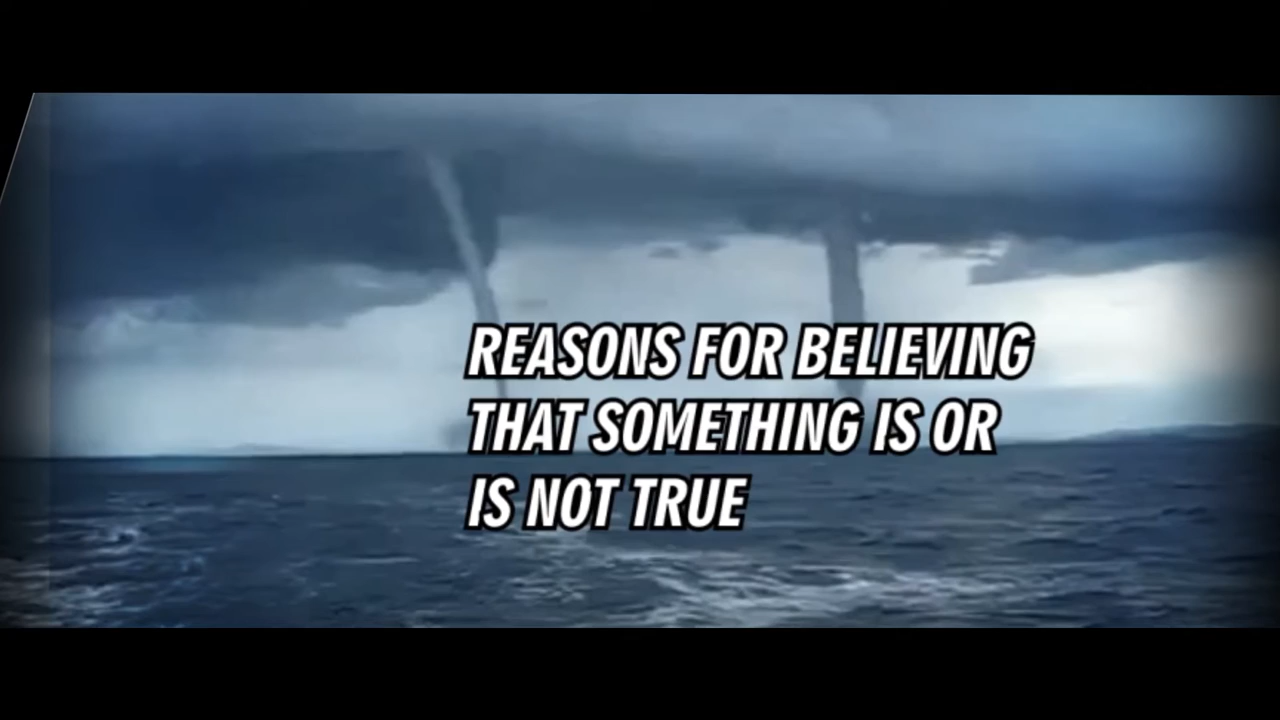 REASONS FOR BELIEVING
THAT SOMETHING IS OR
IS NOT TRUE